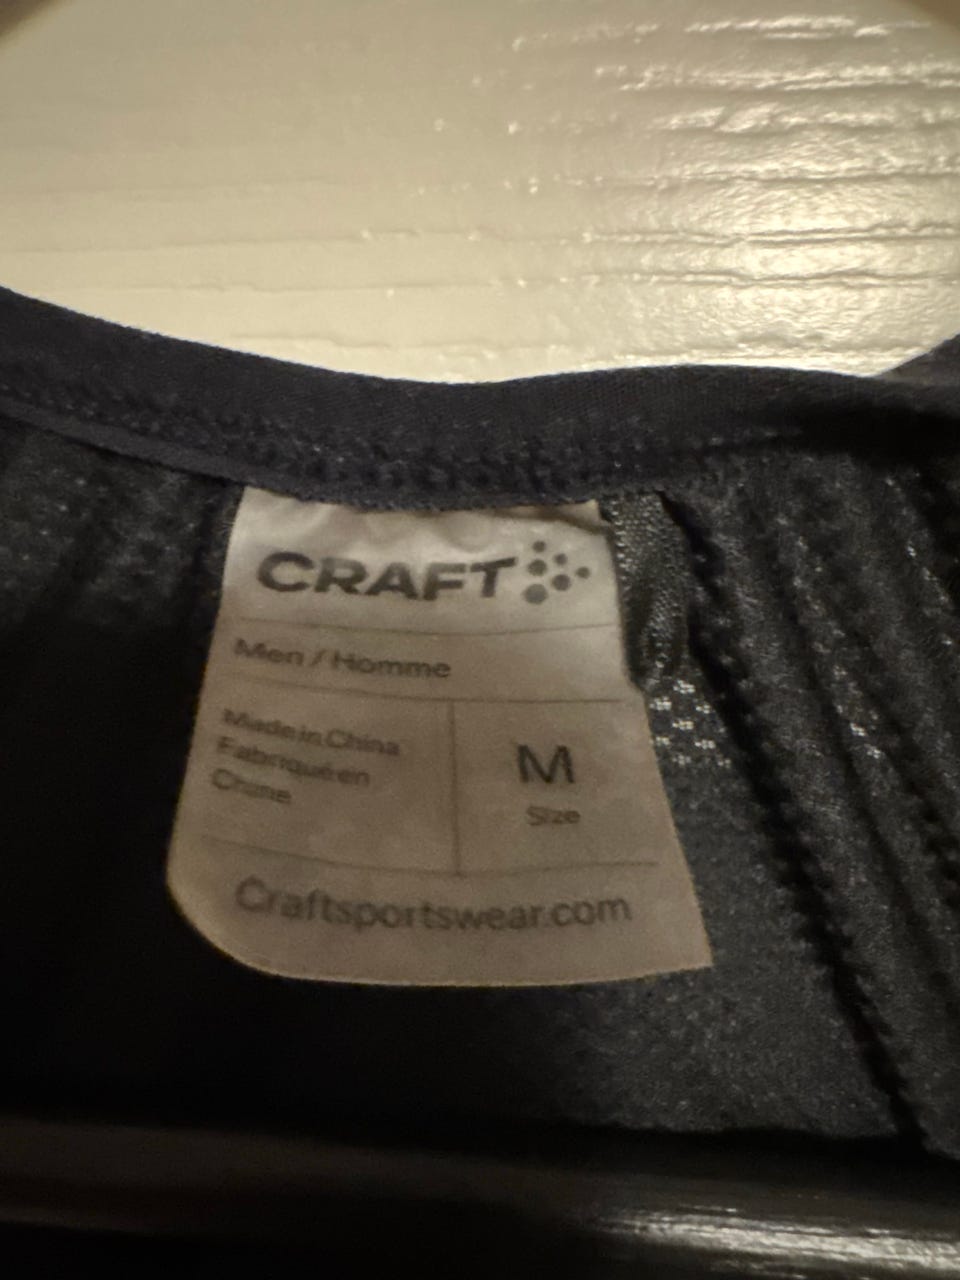 CRAFT
Men / Homme
Made in China
Fabriqué en
Chine
M
Size
Craftsportswear.com